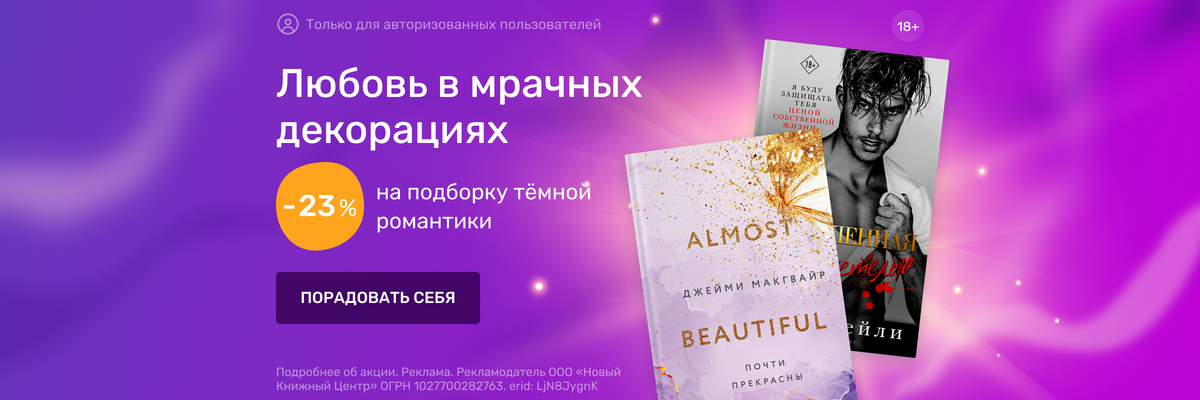 Только для авторизованных пользователей
18+
Любовь в мрачных
декорациях
-23%
на подборку тёмной
романтики
ПОРАДОВАТЬ СЕБЯ
Подробнее об акции. Реклама. Рекламодатель ООО «Новый
Книжный Центр» ОГРН 1027700282763. erid: LjN8JygnK
18+
Я БУДУ
ЗАЩИЩАТЬ
ТЕБЯ
ЦЕНОЙ
СОБСТВЕННОЙ
ЖИЗНИ
ALMOST
ДЖЕЙМИ МАКГВАЙР
BEAUTIFUL
ПОЧТИ
ПРЕКРАСНЫ